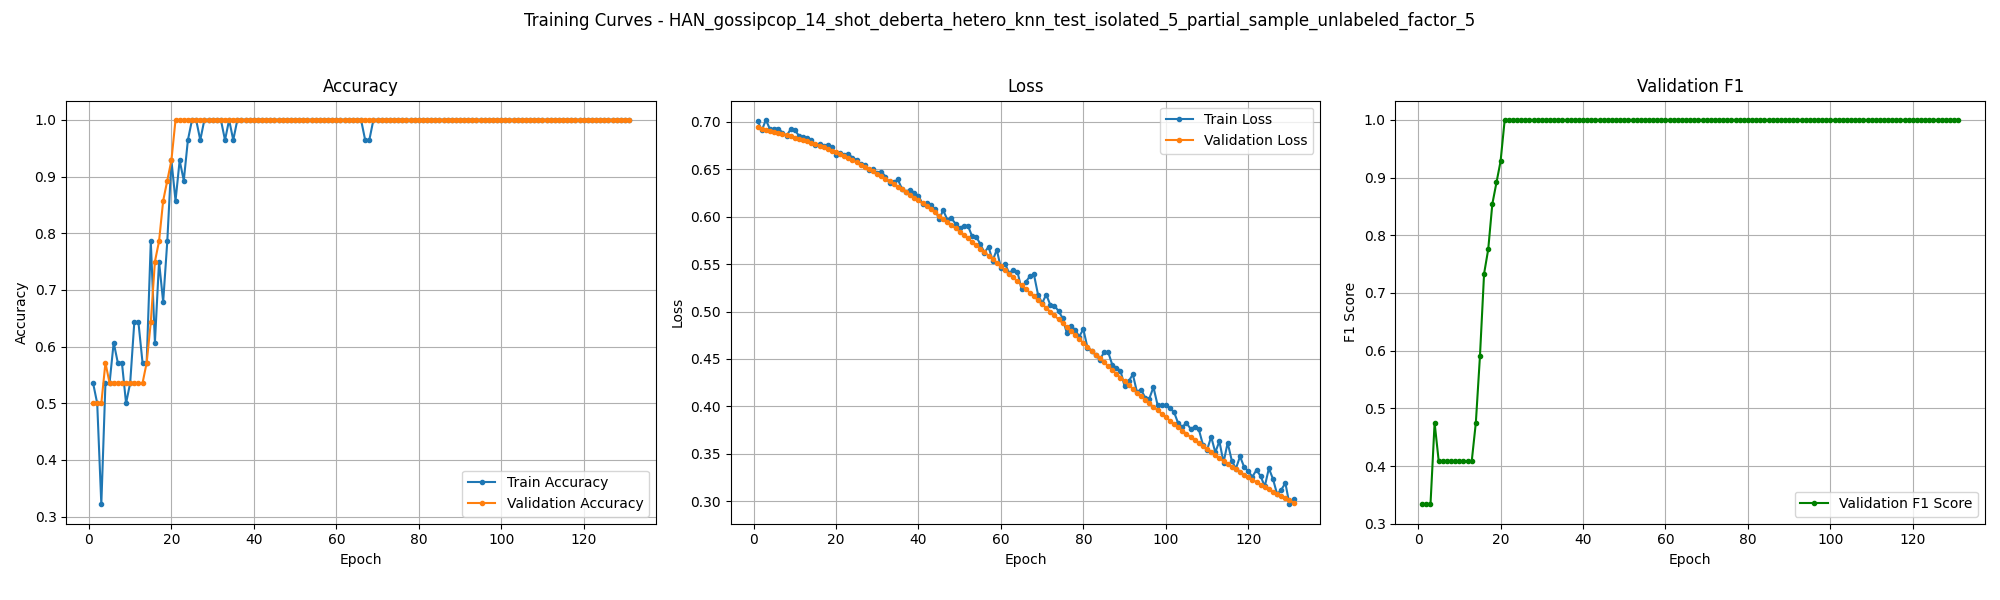 Training Curves - HAN_gossipcop_14_shot_deberta_hetero_knn_test_isolated_5_partial_sample_unlabeled_factor_5
Accuracy
1.0
0.9
0.8
0.7
0.6
0.5
0.4
0.3
Accuracy
0 20 40 60 80 100 120
Epoch
Train Accuracy
Validation Accuracy
Loss
0.70
0.65
0.60
0.55
0.50
0.45
0.40
0.35
0.30
Loss
0 20 40 60 80 100 120
Epoch
Train Loss
Validation Loss
Validation F1
1.0
0.9
0.8
0.7
0.6
0.5
0.4
0.3
F1 Score
0 20 40 60 80 100 120
Epoch
Validation F1 Score